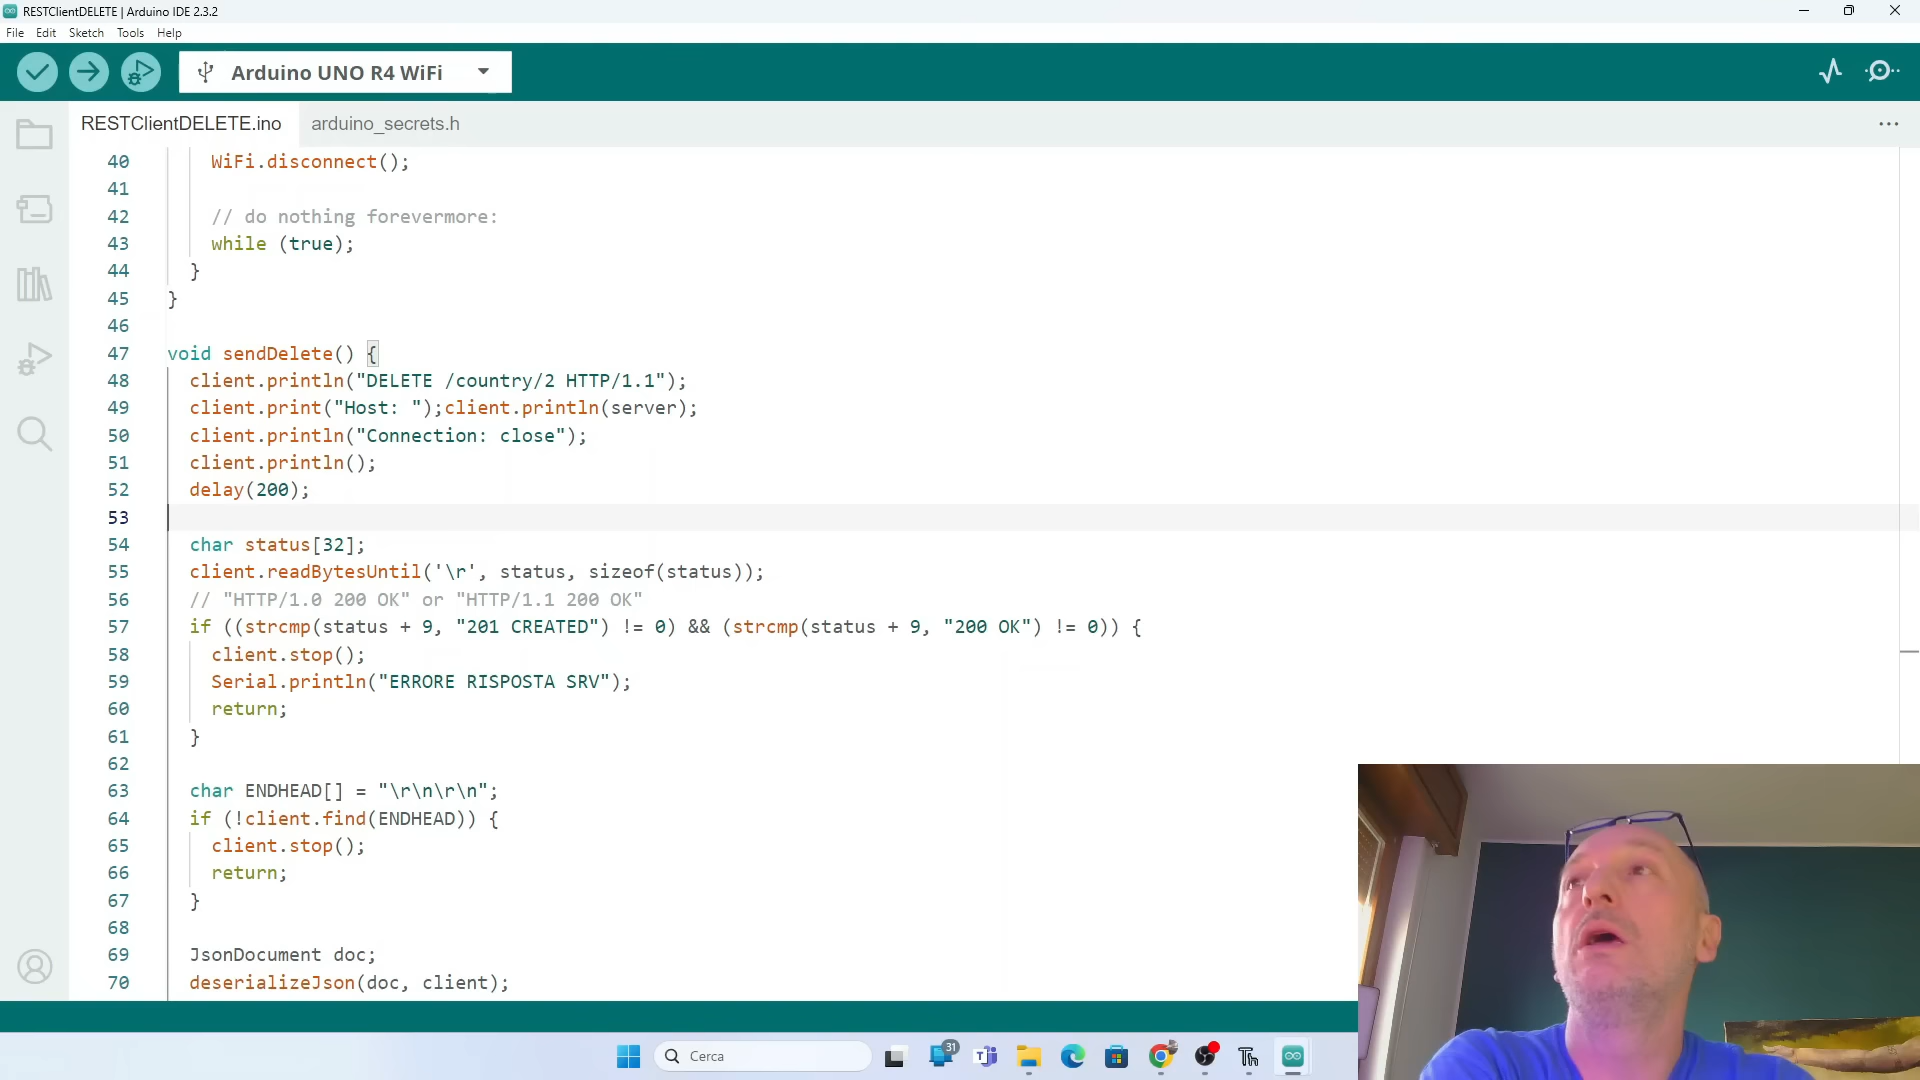 RESTClientDELETE | Arduino IDE 2.3.2
File Edit Sketch Tools Help
Arduino UNO R4 WiFi
RESTClientDELETE.ino arduino_secrets.h
40 WiFi.disconnect();
41
42 // do nothing forevermore:
43 while (true);
44 }
45 }
46
47 void sendDelete() {
48 client.println("DELETE /country/2 HTTP/1.1");
49 client.print("Host: ");client.println(server);
50 client.println("Connection: close");
51 client.println();
52 delay(200);
53
54 char status[32];
55 client.readBytesUntil('\r', status, sizeof(status));
56 // "HTTP/1.0 200 OK" or "HTTP/1.1 200 OK"
57 if ((strcmp(status + 9, "201 CREATED") != 0) && (strcmp(status + 9, "200 OK") != 0)) {
58 client.stop();
59 Serial.println("ERRORE RISPOSTA SRV");
60 return;
61 }
62
63 char ENDHEAD[] = "\r\n\r\n";
64 if (!client.find(ENDHEAD)) {
65 client.stop();
66 return;
67 }
68
69 JsonDocument doc;
70 deserializeJson(doc, client);
Cerca
31